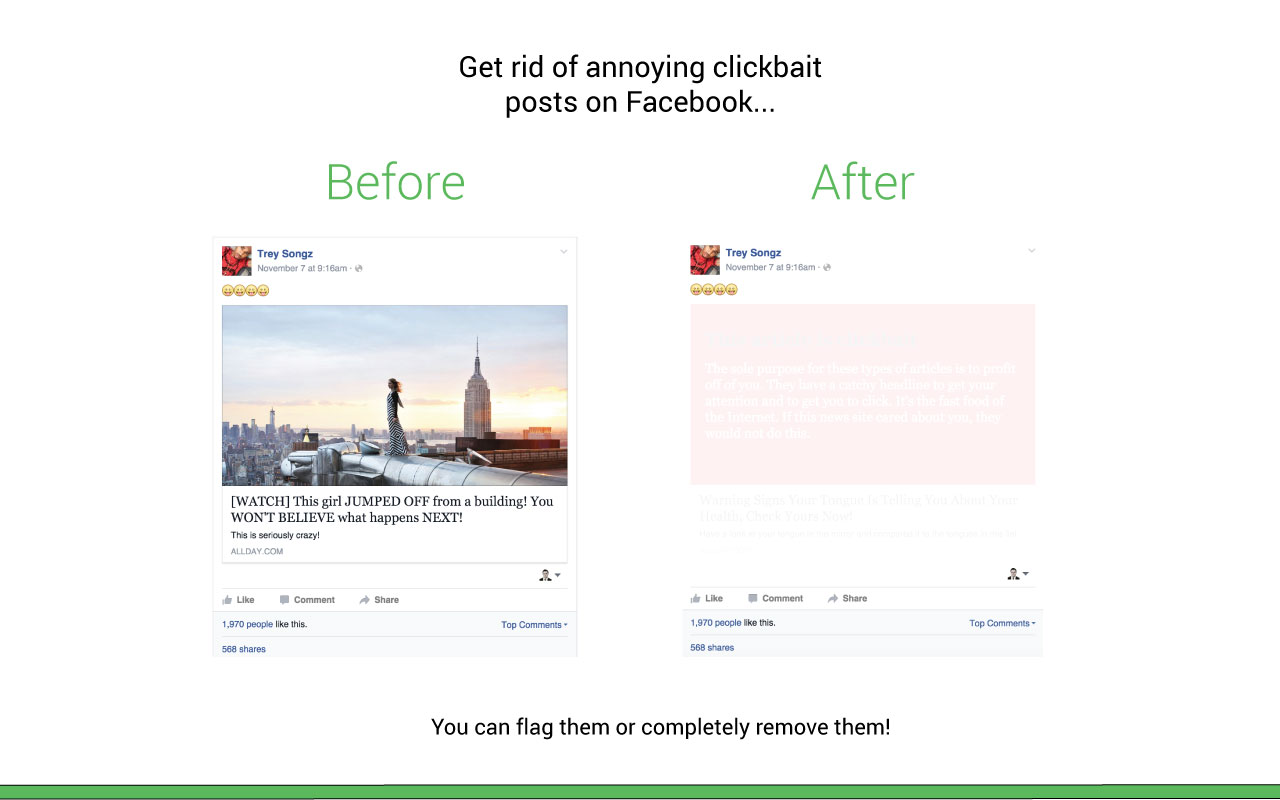 Get rid of annoying clickbait
posts on Facebook...
Before
After
Trey Songz
November 7 at 9:16am ·
[WATCH] This girl JUMPED OFF from a building! You
WON'T BELIEVE what happens NEXT!
This is seriously crazy!
ALLDAY.COM
Like Comment Share
1,970 people like this. Top Comments
568 shares
Trey Songz
November 7 at 9:16am ·
The sole purpose for these types of articles is to profit
off of you. They have a catchy headline to get your
attention and to get you to click. It's the fast food of
the Internet. If this news site cared about you, they
would not do this.
Warning Signs Your Tongue Is Telling You About Your
Health, Check Yours Now!
Like Comment Share
1,970 people like this. Top Comments
568 shares
You can flag them or completely remove them!